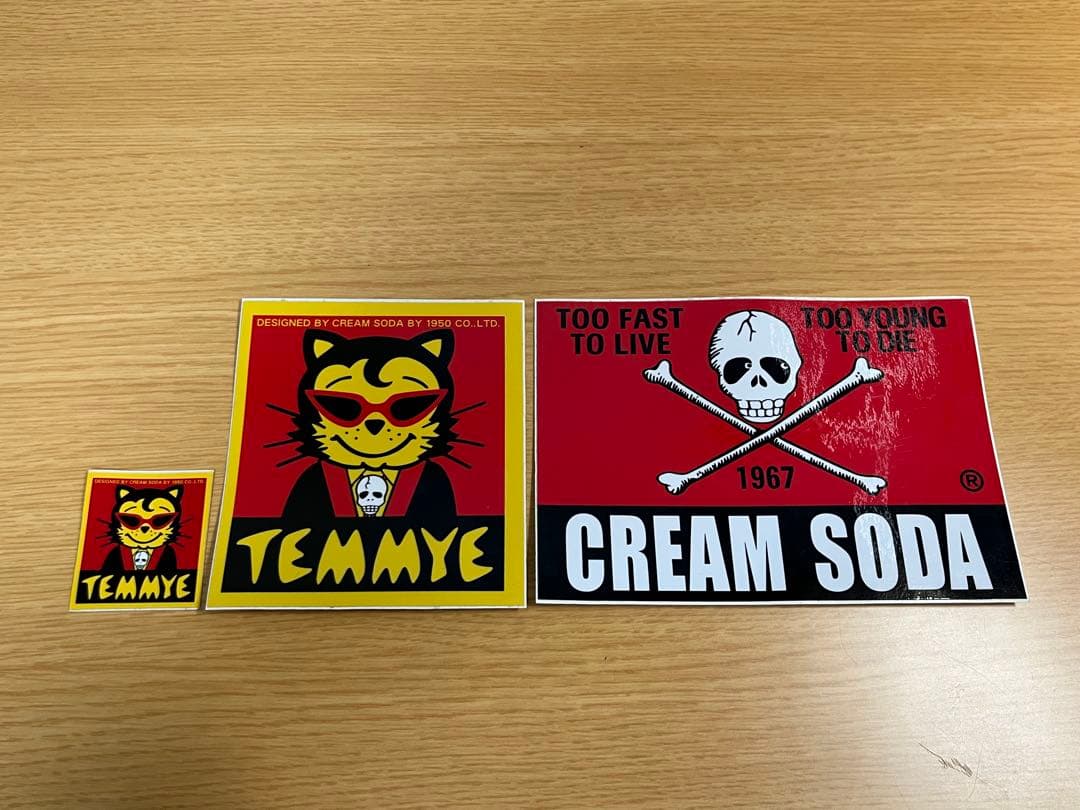 DESIGNED BY CREAM SODA BY 1950 CO.,LTD.
TEMMYE
DESIGNED BY CREAM SODA BY 1950 CO.,LTD.
TEMMYE
TOO FAST
TO LIVE
TOO YOUNG
TO DIE
1967
®
CREAM SODA